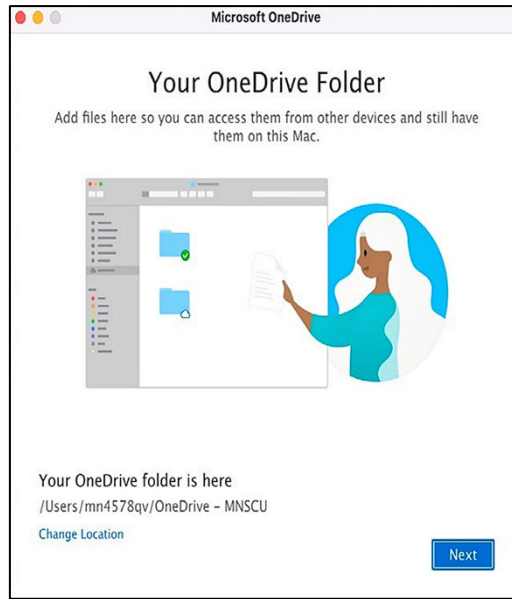 Microsoft OneDrive
Your OneDrive Folder
Add files here so you can access them from other devices and still have
them on this Mac.
Your OneDrive folder is here
/Users/mn4578qv/OneDrive – MNSCU
Change Location
Next